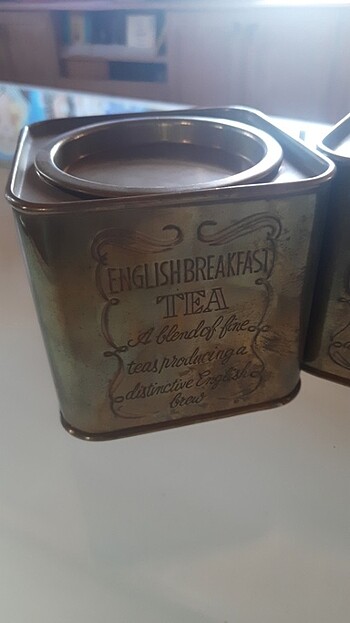 ENGLISH BREAKFAST
TEA
A blend of fine
teas producing a
distinctive English
brew